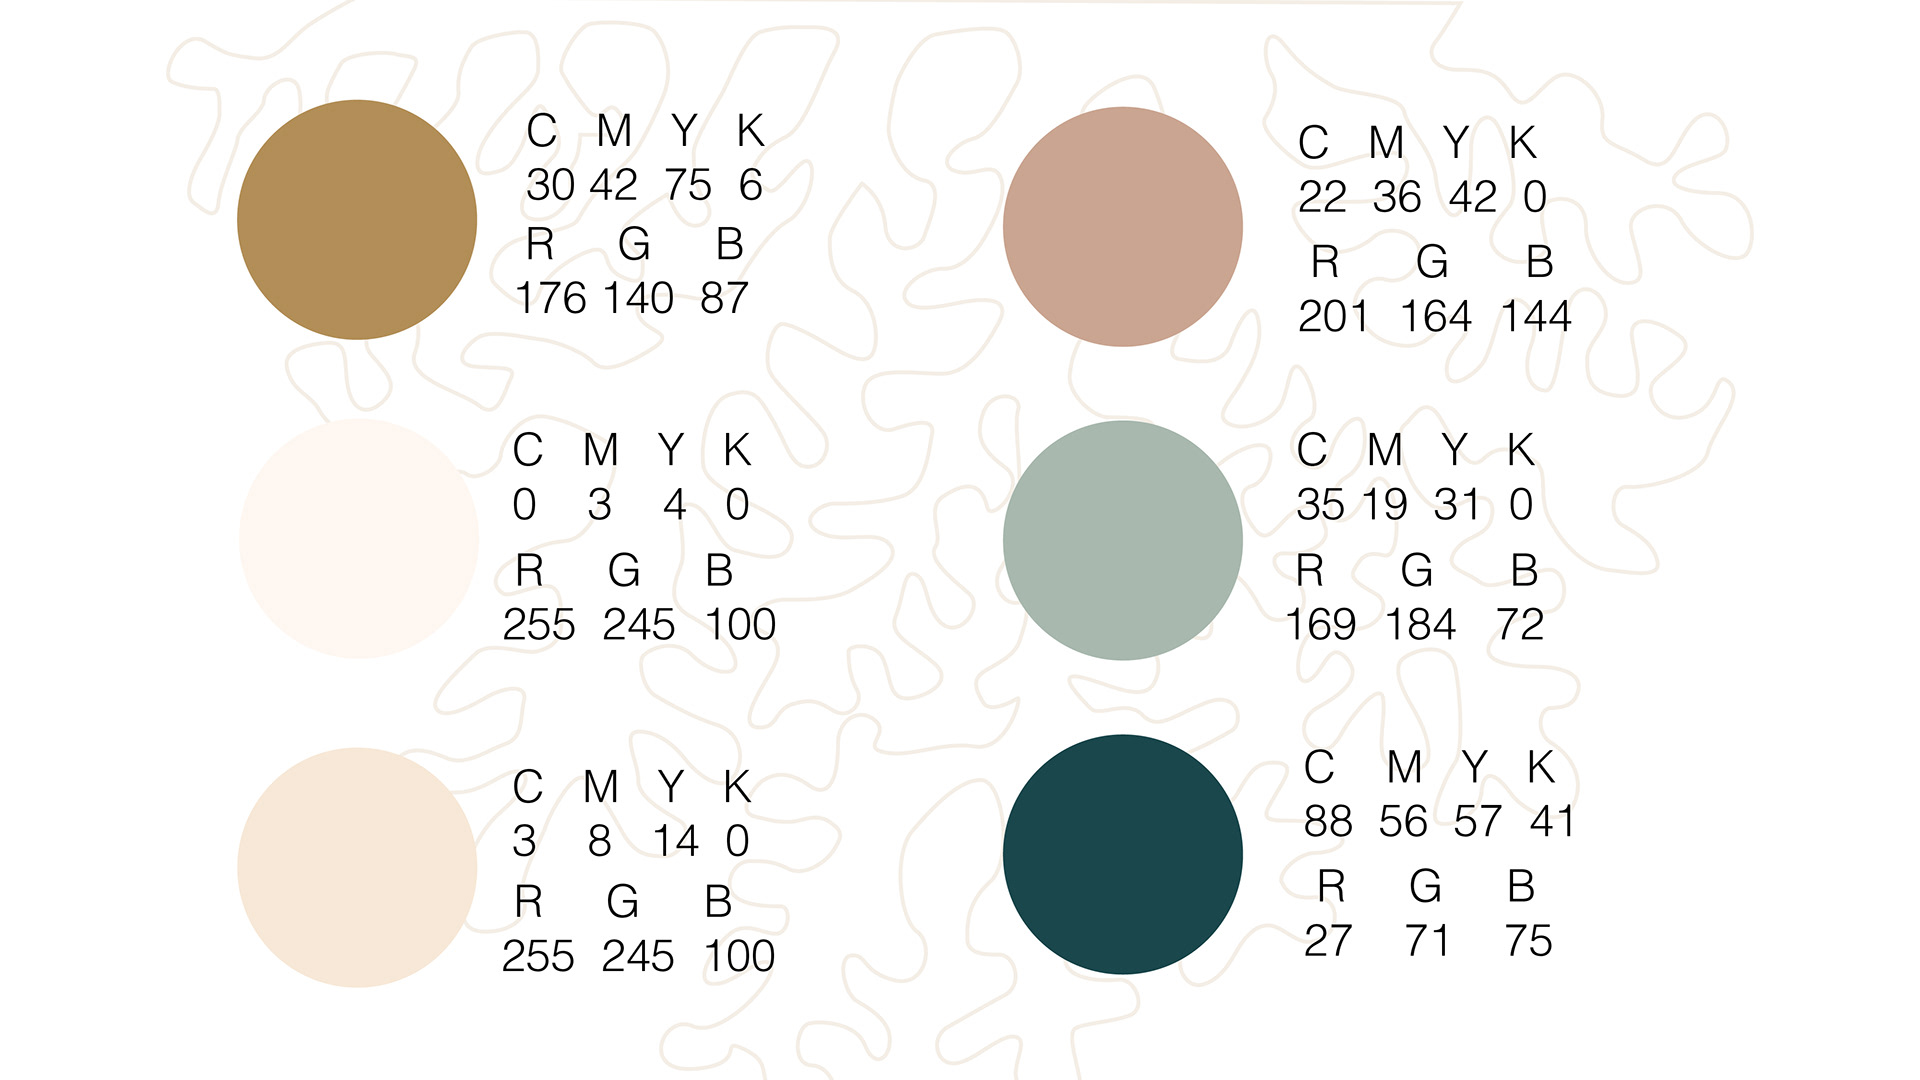 C M Y K
30 42 75 6
R G B
176 140 87
C M Y K
0 3 4 0
R G B
255 245 100
C M Y K
3 8 14 0
R G B
255 245 100
C M Y K
22 36 42 0
R G B
201 164 144
C M Y K
35 19 31 0
R G B
169 184 72
C M Y K
88 56 57 41
R G B
27 71 75